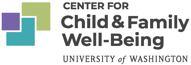 CENTER FOR
Child & Family
Well-Being
UNIVERSITY of WASHINGTON